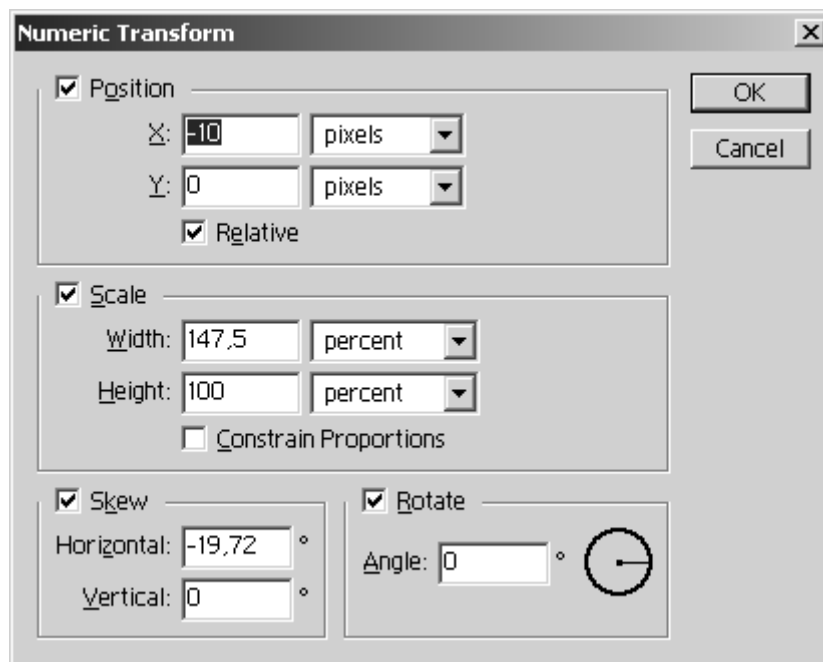 Numeric Transform
Position
OK
X: -10 pixels
Cancel
Y: 0 pixels
Relative
Scale
Width: 147,5 percent
Height: 100 percent
Constrain Proportions
Skew
Horizontal: -19,72 °
Vertical: 0 °
Rotate
Angle: 0 °